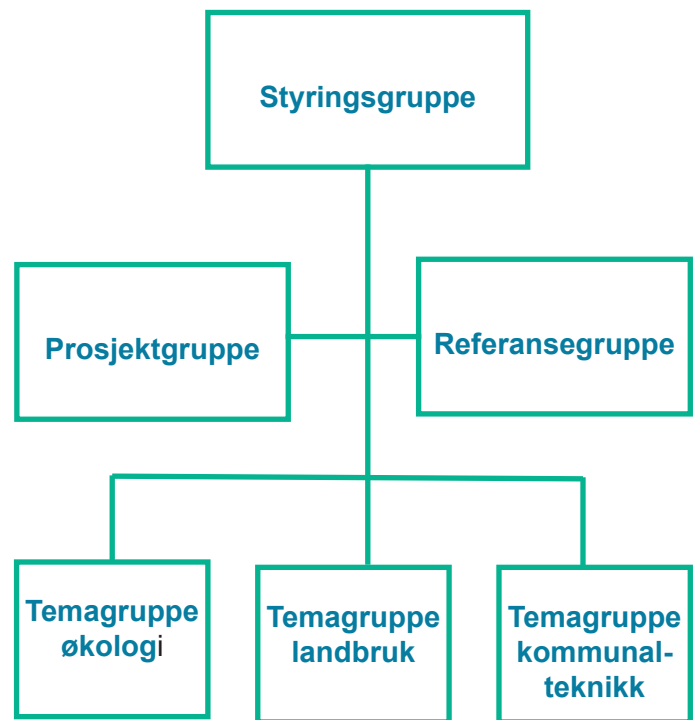 Styringsgruppe
Prosjektgruppe
Referansegruppe
Temagruppe
økologi
Temagruppe
landbruk
Temagruppe
kommunal-
teknikk